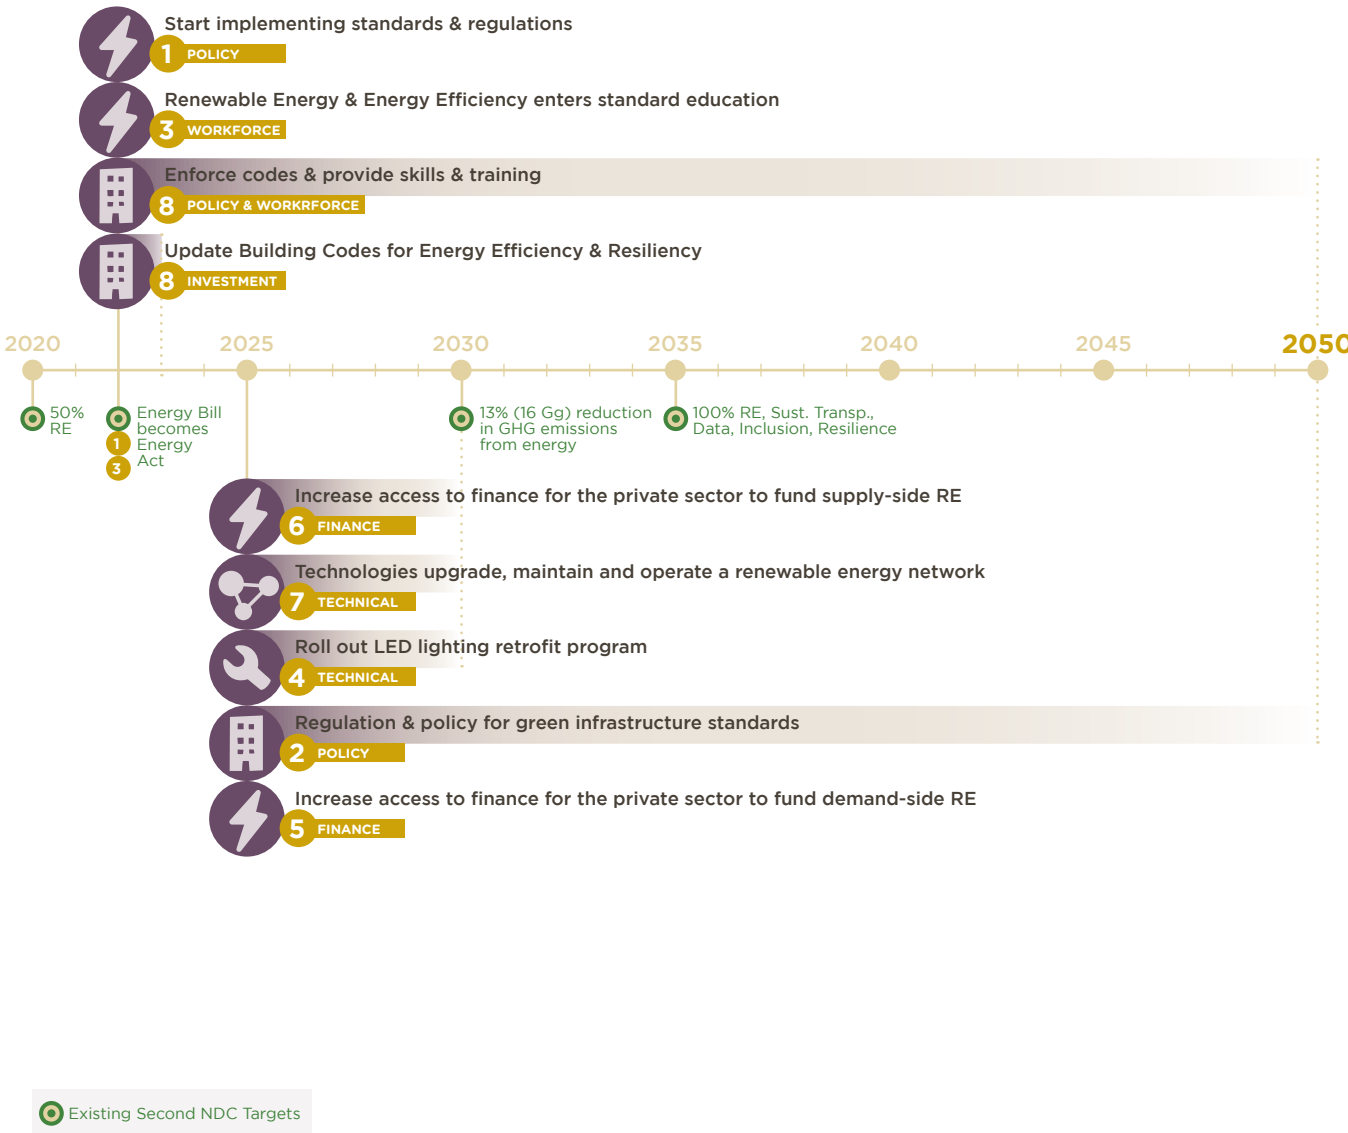 Start implementing standards & regulations
1 POLICY
Renewable Energy & Energy Efficiency enters standard education
3 WORKFORCE
Enforce codes & provide skills & training
8 POLICY & WORKRFORCE
Update Building Codes for Energy Efficiency & Resiliency
8 INVESTMENT
2020 2025 2030 2035 2040 2045 2050
50%
RE
Energy Bill
becomes
Energy
Act
1
3
13% (16 Gg) reduction
in GHG emissions
from energy
100% RE, Sust. Transp.,
Data, Inclusion, Resilience
Increase access to finance for the private sector to fund supply-side RE
6 FINANCE
Technologies upgrade, maintain and operate a renewable energy network
7 TECHNICAL
Roll out LED lighting retrofit program
4 TECHNICAL
Regulation & policy for green infrastructure standards
2 POLICY
Increase access to finance for the private sector to fund demand-side RE
5 FINANCE
Existing Second NDC Targets